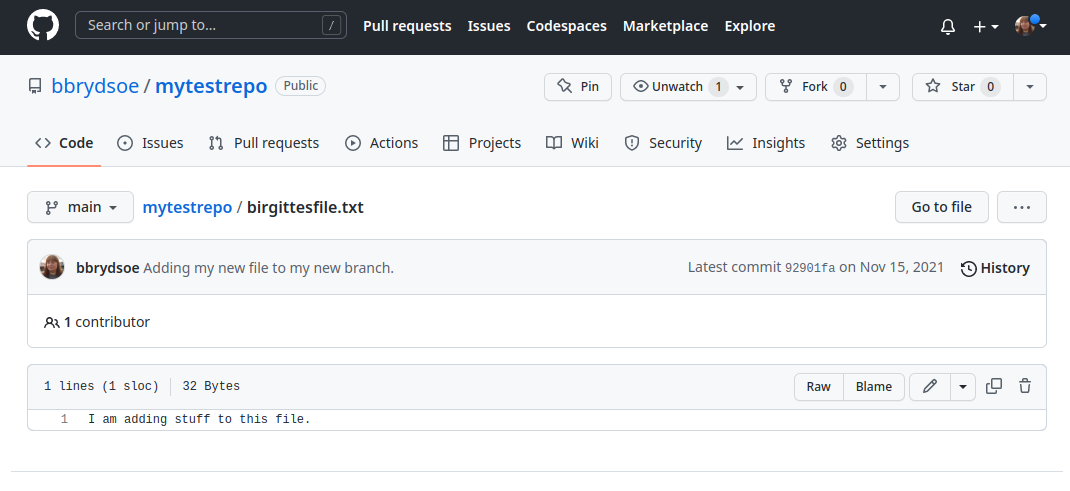 Search or jump to... / Pull requests Issues Codespaces Marketplace Explore
bbrydsoe / mytestrepo Public Pin Unwatch 1 Fork 0 Star 0
Code Issues Pull requests Actions Projects Wiki Security Insights Settings
main mytestrepo / birgittesfile.txt Go to file ...
bbrydsoe Adding my new file to my new branch. Latest commit 92901fa on Nov 15, 2021 History
1 contributor
1 lines (1 sloc) 32 Bytes Raw Blame
1 I am adding stuff to this file.